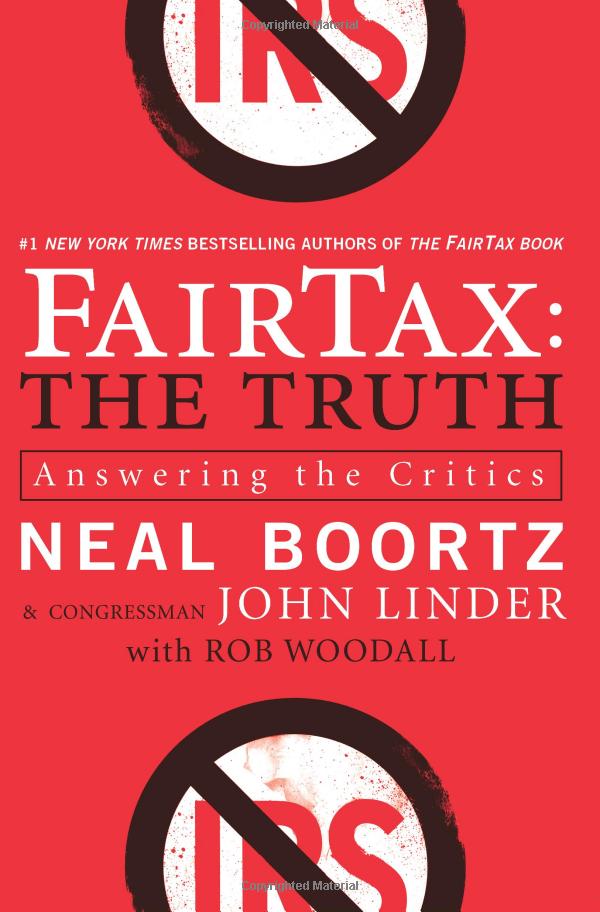 IRS
Copyrighted Material
#1 NEW YORK TIMES BESTSELLING AUTHORS OF THE FAIRTAX BOOK
FAIRTAX:
THE TRUTH
Answering the Critics
NEAL BOORTZ
& CONGRESSMAN JOHN LINDER
with ROB WOODALL
IRS
Copyrighted Material